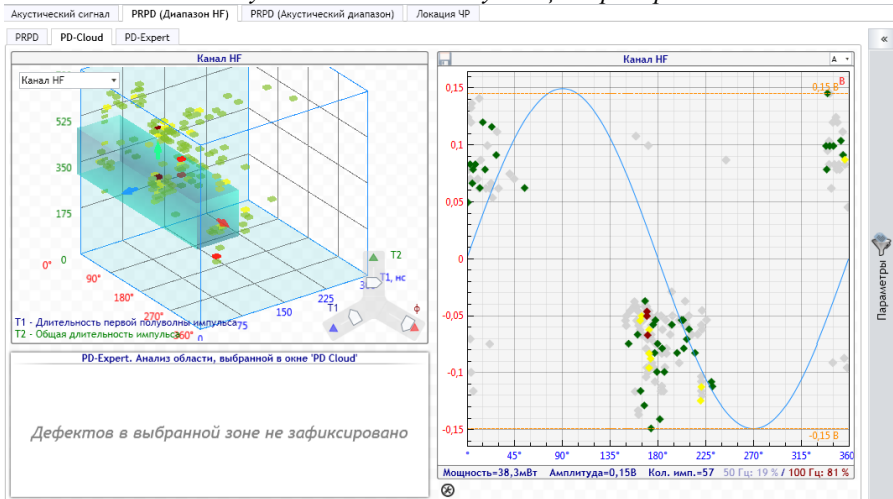 Акустический сигнал PRPD (Диапазон HF) PRPD (Акустический диапазон) Локация ЧР
PRPD PD-Cloud PD-Expert
«
Канал HF
Канал HF
525
350
175
0
0°
90°
180°
270°
360°
0
75
150
225
T1, нс
T2
T1
φ
T1 - Длительность первой полуволны импульса
T2 - Общая длительность импульса
PD-Expert. Анализ области, выбранной в окне 'PD Cloud'
Дефектов в выбранной зоне не зафиксировано
Канал HF
A
В
0,15 В
0,15
0,1
0,05
0
-0,05
-0,1
-0,15
-0,15 В
° 45° 90° 135° 180° 225° 270° 315° 360
Мощность=38,3мВт Амплитуда=0,15В Кол. имп.=57 50 Гц: 19 % / 100 Гц: 81 %
Параметры